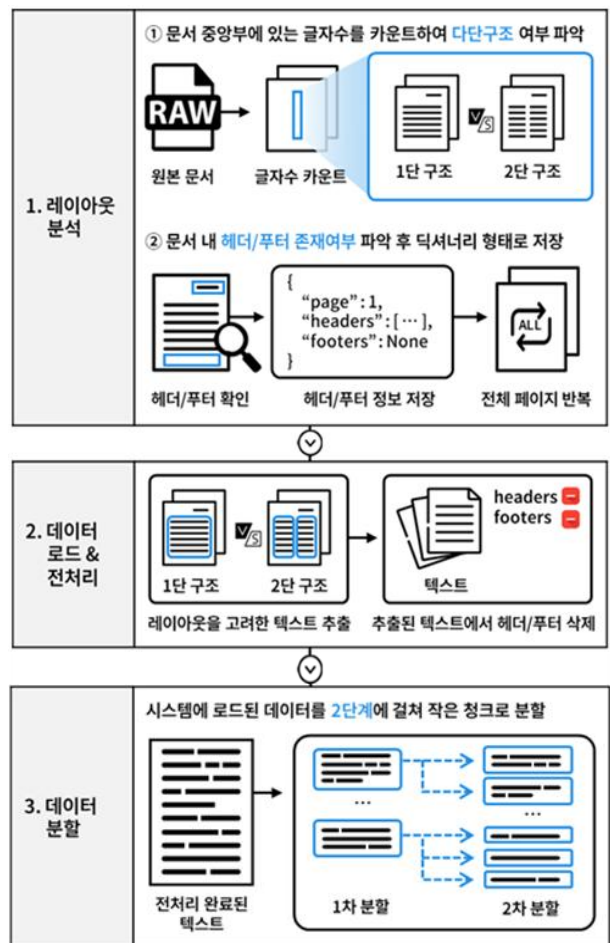 ① 문서 중앙부에 있는 글자수를 카운트하여 다단구조 여부 파악
RAW
원본 문서
글자수 카운트
V/S
1단 구조
2단 구조
1. 레이아웃
분석
② 문서 내 헤더/푸터 존재여부 파악 후 딕셔너리 형태로 저장
{
“page” : 1,
“headers” : [ … ],
“footers” : None
}
ALL
헤더/푸터 확인
헤더/푸터 정보 저장
전체 페이지 반복
2. 데이터
로드 &
전처리
V/S
1단 구조
2단 구조
headers
footers
텍스트
레이아웃을 고려한 텍스트 추출
추출된 텍스트에서 헤더/푸터 삭제
3. 데이터
분할
시스템에 로드된 데이터를 2단계에 걸쳐 작은 청크로 분할
…
…
전처리 완료된
텍스트
1차 분할
2차 분할